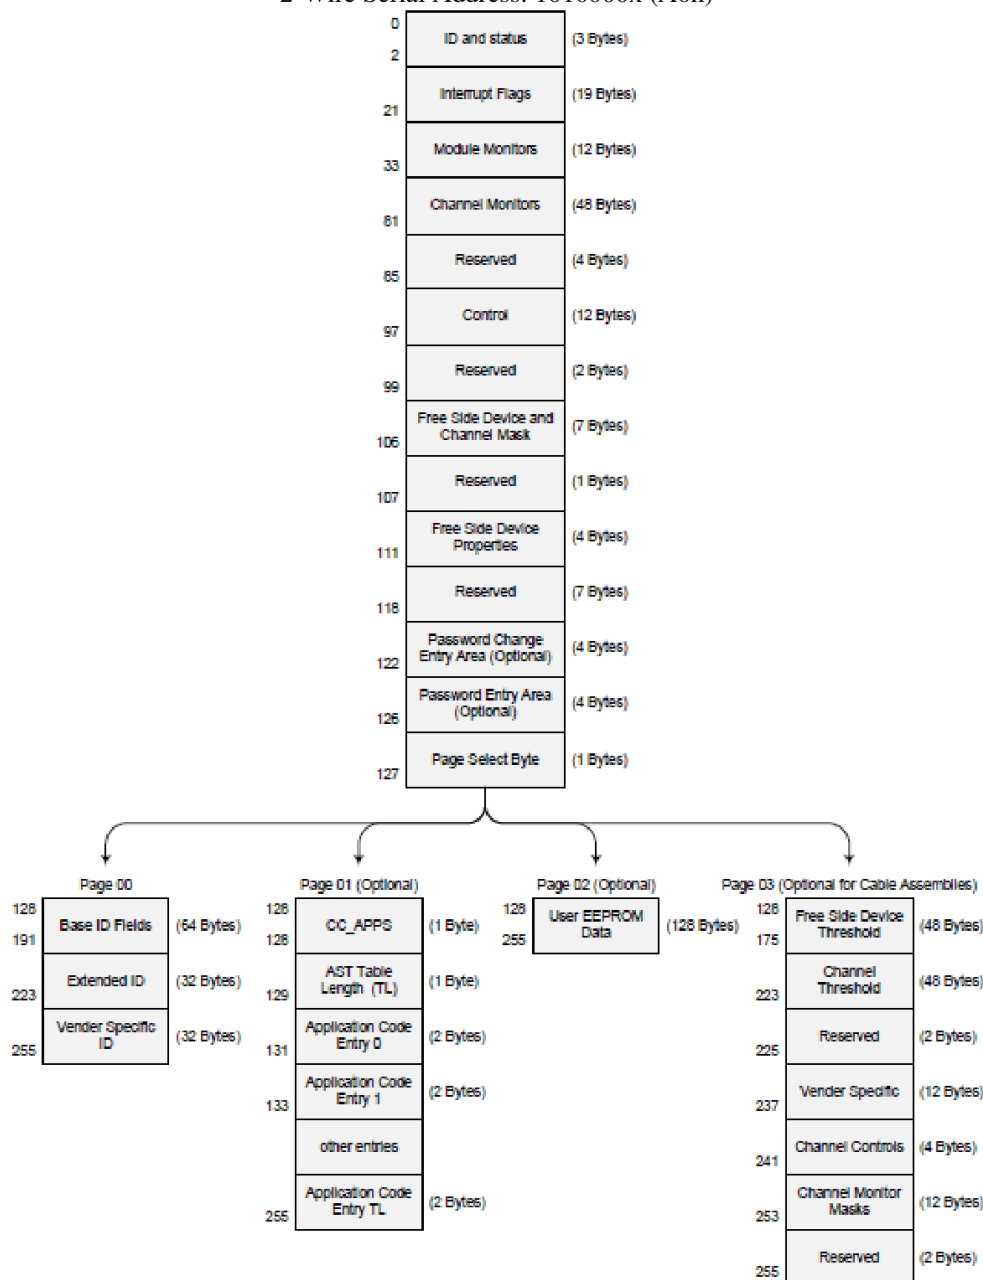 2-Wire Serial Address: 1010000x (A0h)
0
ID and status
(3 Bytes)
2
Interrupt Flags
(19 Bytes)
21
Module Monitors
(12 Bytes)
33
Channel Monitors
(48 Bytes)
81
Reserved
(4 Bytes)
85
Control
(12 Bytes)
97
Reserved
(2 Bytes)
99
Free Side Device and
Channel Mask
(7 Bytes)
106
Reserved
(1 Bytes)
107
Free Side Device
Properties
(4 Bytes)
111
Reserved
(7 Bytes)
118
Password Change
Entry Area (Optional)
(4 Bytes)
122
Password Entry Area
(Optional)
(4 Bytes)
126
Page Select Byte
(1 Bytes)
127
Page 00
128
Base ID Fields
(64 Bytes)
191
Extended ID
(32 Bytes)
223
Vender Specific
ID
(32 Bytes)
255
Page 01 (Optional)
128
CC_APPS
(1 Byte)
128
AST Table
Length (TL)
(1 Byte)
129
Application Code
Entry 0
(2 Bytes)
131
Application Code
Entry 1
(2 Bytes)
133
other entries
Application Code
Entry TL
(2 Bytes)
255
Page 02 (Optional)
128
User EEPROM
Data
(128 Bytes)
255
Page 03 (Optional for Cable Assemblies)
128
Free Side Device
Threshold
(48 Bytes)
175
Channel
Threshold
(48 Bytes)
223
Reserved
(2 Bytes)
225
Vender Specific
(12 Bytes)
237
Channel Controls
(4 Bytes)
241
Channel Monitor
Masks
(12 Bytes)
253
Reserved
(2 Bytes)
255